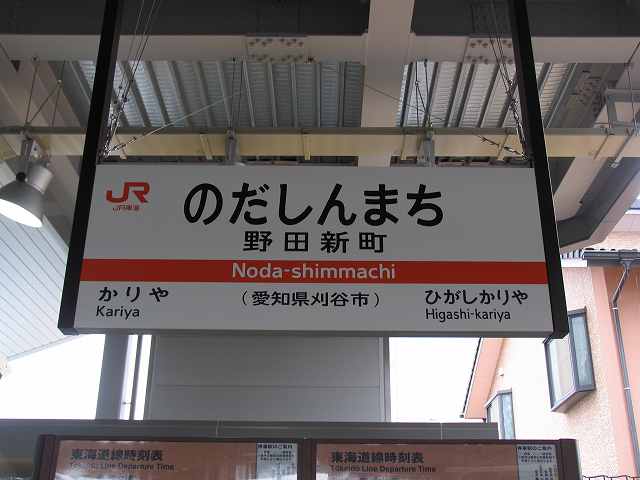 JR
JR東海
のだしんまち
野田新町
Noda-shimmachi
かりや
Kariya
(愛知県刈谷市)
ひがしかりや
Higashi-kariya
東海道線時刻表
Tokaido Line Departure Time
東海道線時刻表
Tokaido Line Departure Time